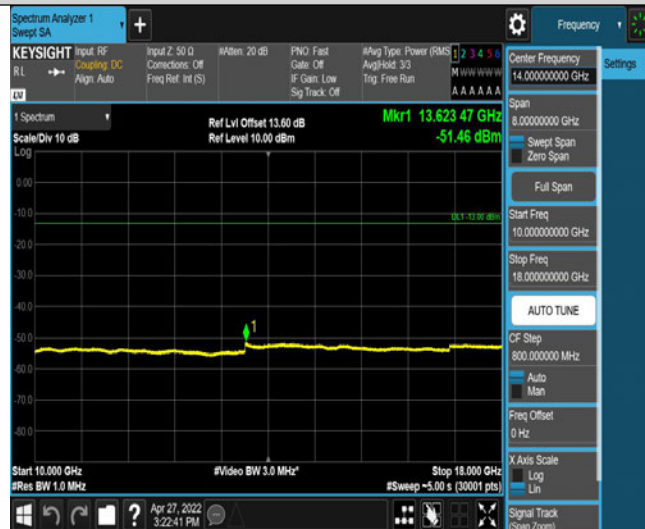 Spectrum Analyzer 1
Swept SA
Frequency
KEYSIGHT
RL
Input: RF
Coupling: DC
Align: Auto
Input Z: 50 Ω
Corrections: Off
Freq Ref: Int (S)
#Atten: 20 dB
PNO: Fast
Gate: Off
IF Gain: Low
Sig Track: Off
#Avg Type: Power (RMS
Avg|Hold: 3/3
Trig: Free Run
1 2 3 4 5 6
M W W W W W
A A A A A A
1 Spectrum
Scale/Div 10 dB
Log
Ref Lvl Offset 13.60 dB
Ref Level 10.00 dBm
Mkr1 13.623 47 GHz
-51.46 dBm
0.00
-10.0
DL1 -13.00 dBm
-20.0
-30.0
-40.0
1
-50.0
-60.0
-70.0
-80.0
Start 10.000 GHz
#Res BW 1.0 MHz
#Video BW 3.0 MHz*
Stop 18.000 GHz
#Sweep ~5.00 s (30001 pts)
Apr 27, 2022
3:22:41 PM
Center Frequency
14.000000000 GHz
Settings
Span
8.00000000 GHz
Swept Span
Zero Span
Full Span
Start Freq
10.000000000 GHz
Stop Freq
18.000000000 GHz
AUTO TUNE
CF Step
800.000000 MHz
Auto
Man
Freq Offset
0 Hz
X Axis Scale
Log
Lin
Signal Track
(Span Zoom)